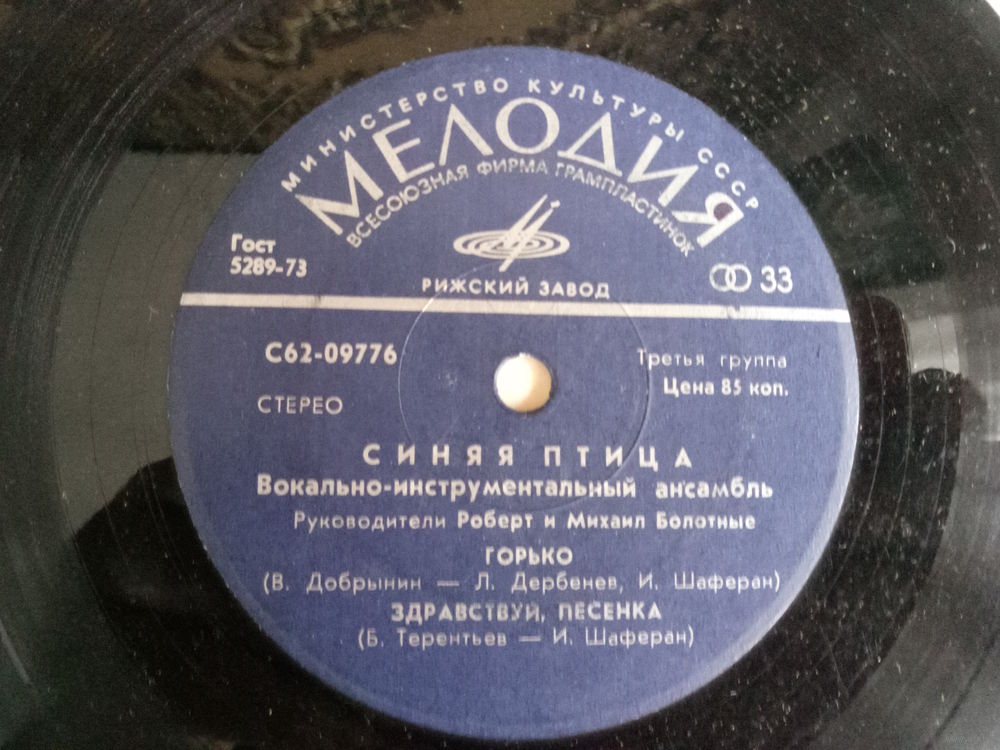 МИНИСТЕРСТВО КУЛЬТУРЫ СССР
МЕЛОДИЯ
ВСЕСОЮЗНАЯ ФИРМА ГРАМПЛАСТИНОК
Гост
5289-73
РИЖСКИЙ ЗАВОД
33
С62-09776
Третья группа
Цена 85 коп.
СТЕРЕО
СИНЯЯ ПТИЦА
Вокально-инструментальный ансамбль
Руководители Роберт и Михаил Болотные
ГОРЬКО
(В. Добрынин — Л. Дербенев, И. Шаферан)
ЗДРАВСТВУЙ, ПЕСЕНКА
(Б. Терентьев — И. Шаферан)